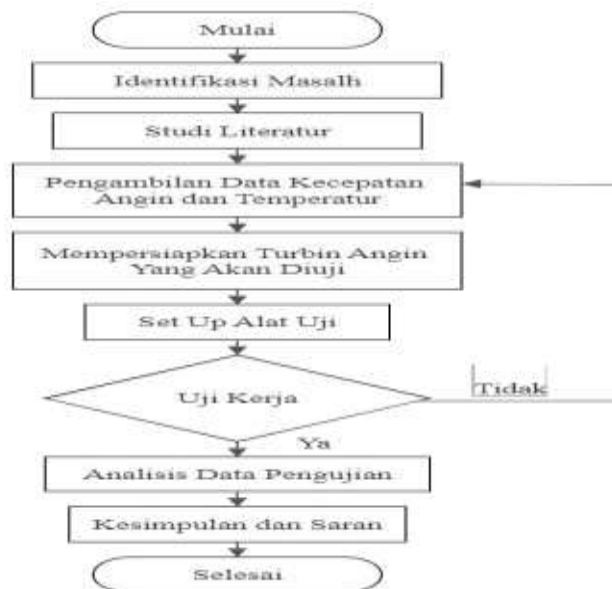 Mulai
Identifikasi Masalh
Studi Literatur
Pengambilan Data Kecepatan
Angin dan Temperatur
Mempersiapkan Turbin Angin
Yang Akan Diuji
Set Up Alat Uji
Uji Kerja
Tidak
Ya
Analisis Data Pengujian
Kesimpulan dan Saran
Selesai